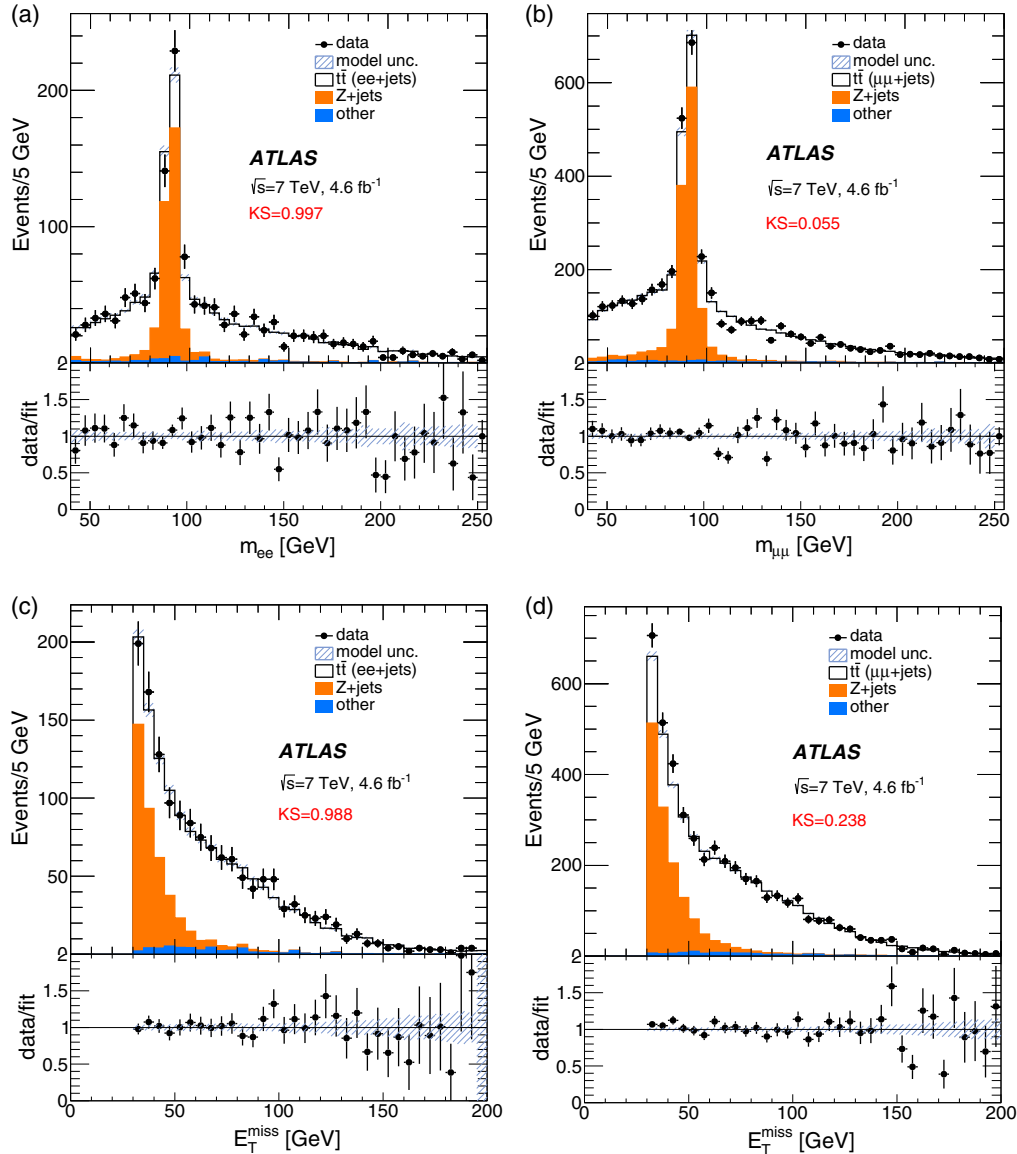 (a)
Events/5 GeV
200
100
data
model unc.
tt̄ (ee+jets)
Z+jets
other
ATLAS
√s=7 TeV, 4.6 fb⁻¹
KS=0.997
data/fit
2
1.5
1
0.5
0
50 100 150 200 250
m_ee [GeV]
(b)
Events/5 GeV
600
400
200
data
model unc.
tt̄ (μμ+jets)
Z+jets
other
ATLAS
√s=7 TeV, 4.6 fb⁻¹
KS=0.055
data/fit
2
1.5
1
0.5
0
50 100 150 200 250
m_μμ [GeV]
(c)
Events/5 GeV
200
150
100
50
data
model unc.
tt̄ (ee+jets)
Z+jets
other
ATLAS
√s=7 TeV, 4.6 fb⁻¹
KS=0.988
data/fit
2
1.5
1
0.5
0
0 50 100 150 200
E_T^miss [GeV]
(d)
Events/5 GeV
600
400
200
data
model unc.
tt̄ (μμ+jets)
Z+jets
other
ATLAS
√s=7 TeV, 4.6 fb⁻¹
KS=0.238
data/fit
2
1.5
1
0.5
0
0 50 100 150 200
E_T^miss [GeV]